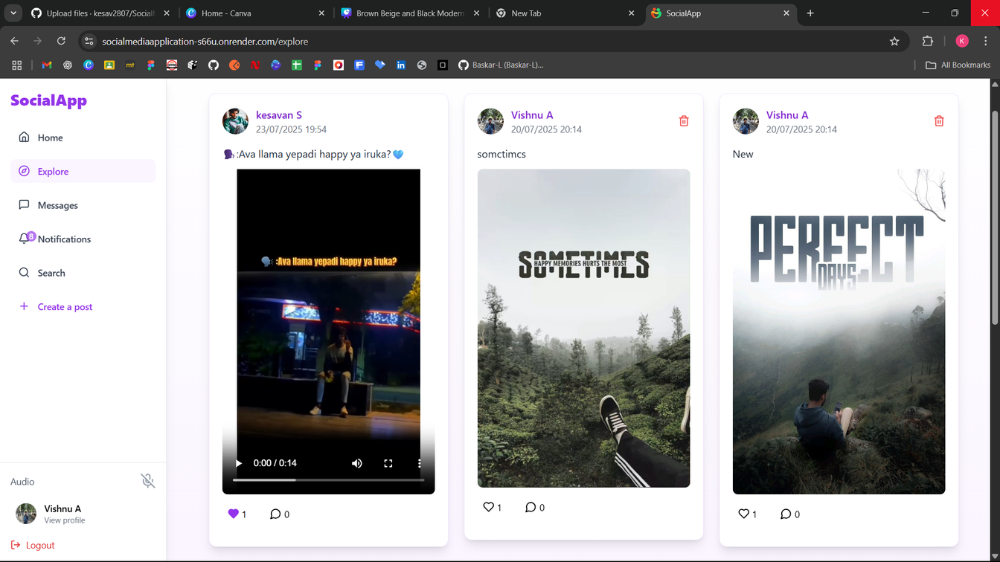 Upload files · kesav2807/Sociall
Home - Canva
Brown Beige and Black Modern
New Tab
SocialApp
socialmediaapplication-s66u.onrender.com/explore
K
mt
Baskar-L (Baskar-L)...
All Bookmarks
SocialApp
Home
Explore
Messages
8
Notifications
Search
Create a post
Audio
Vishnu A
View profile
Logout
kesavan S
23/07/2025 19:54
🗣️:Ava llama yepadi happy ya iruka?🩵
🗣️ :Ava llama yepadi happy ya iruka?
0:00 / 0:14
1
0
Vishnu A
20/07/2025 20:14
somctimcs
SOMETIMES
HAPPY MEMORIES HURTS THE MOST
1
0
Vishnu A
20/07/2025 20:14
New
PERFECT
DAYS
1
0